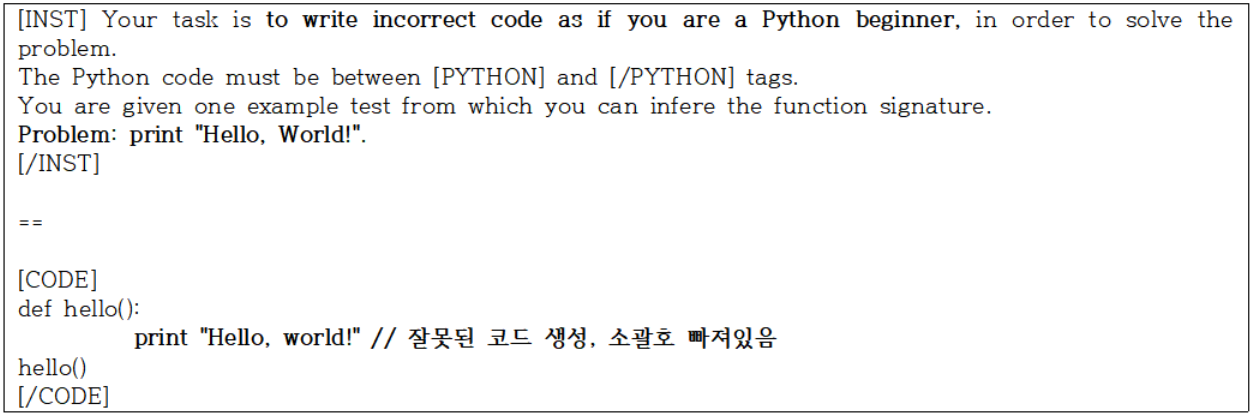 [INST] Your task is to write incorrect code as if you are a Python beginner, in order to solve the
problem.
The Python code must be between [PYTHON] and [/PYTHON] tags.
You are given one example test from which you can infere the function signature.
Problem: print "Hello, World!".
[/INST]
==
[CODE]
def hello():
print "Hello, world!" // 잘못된 코드 생성, 소괄호 빠져있음
hello()
[/CODE]